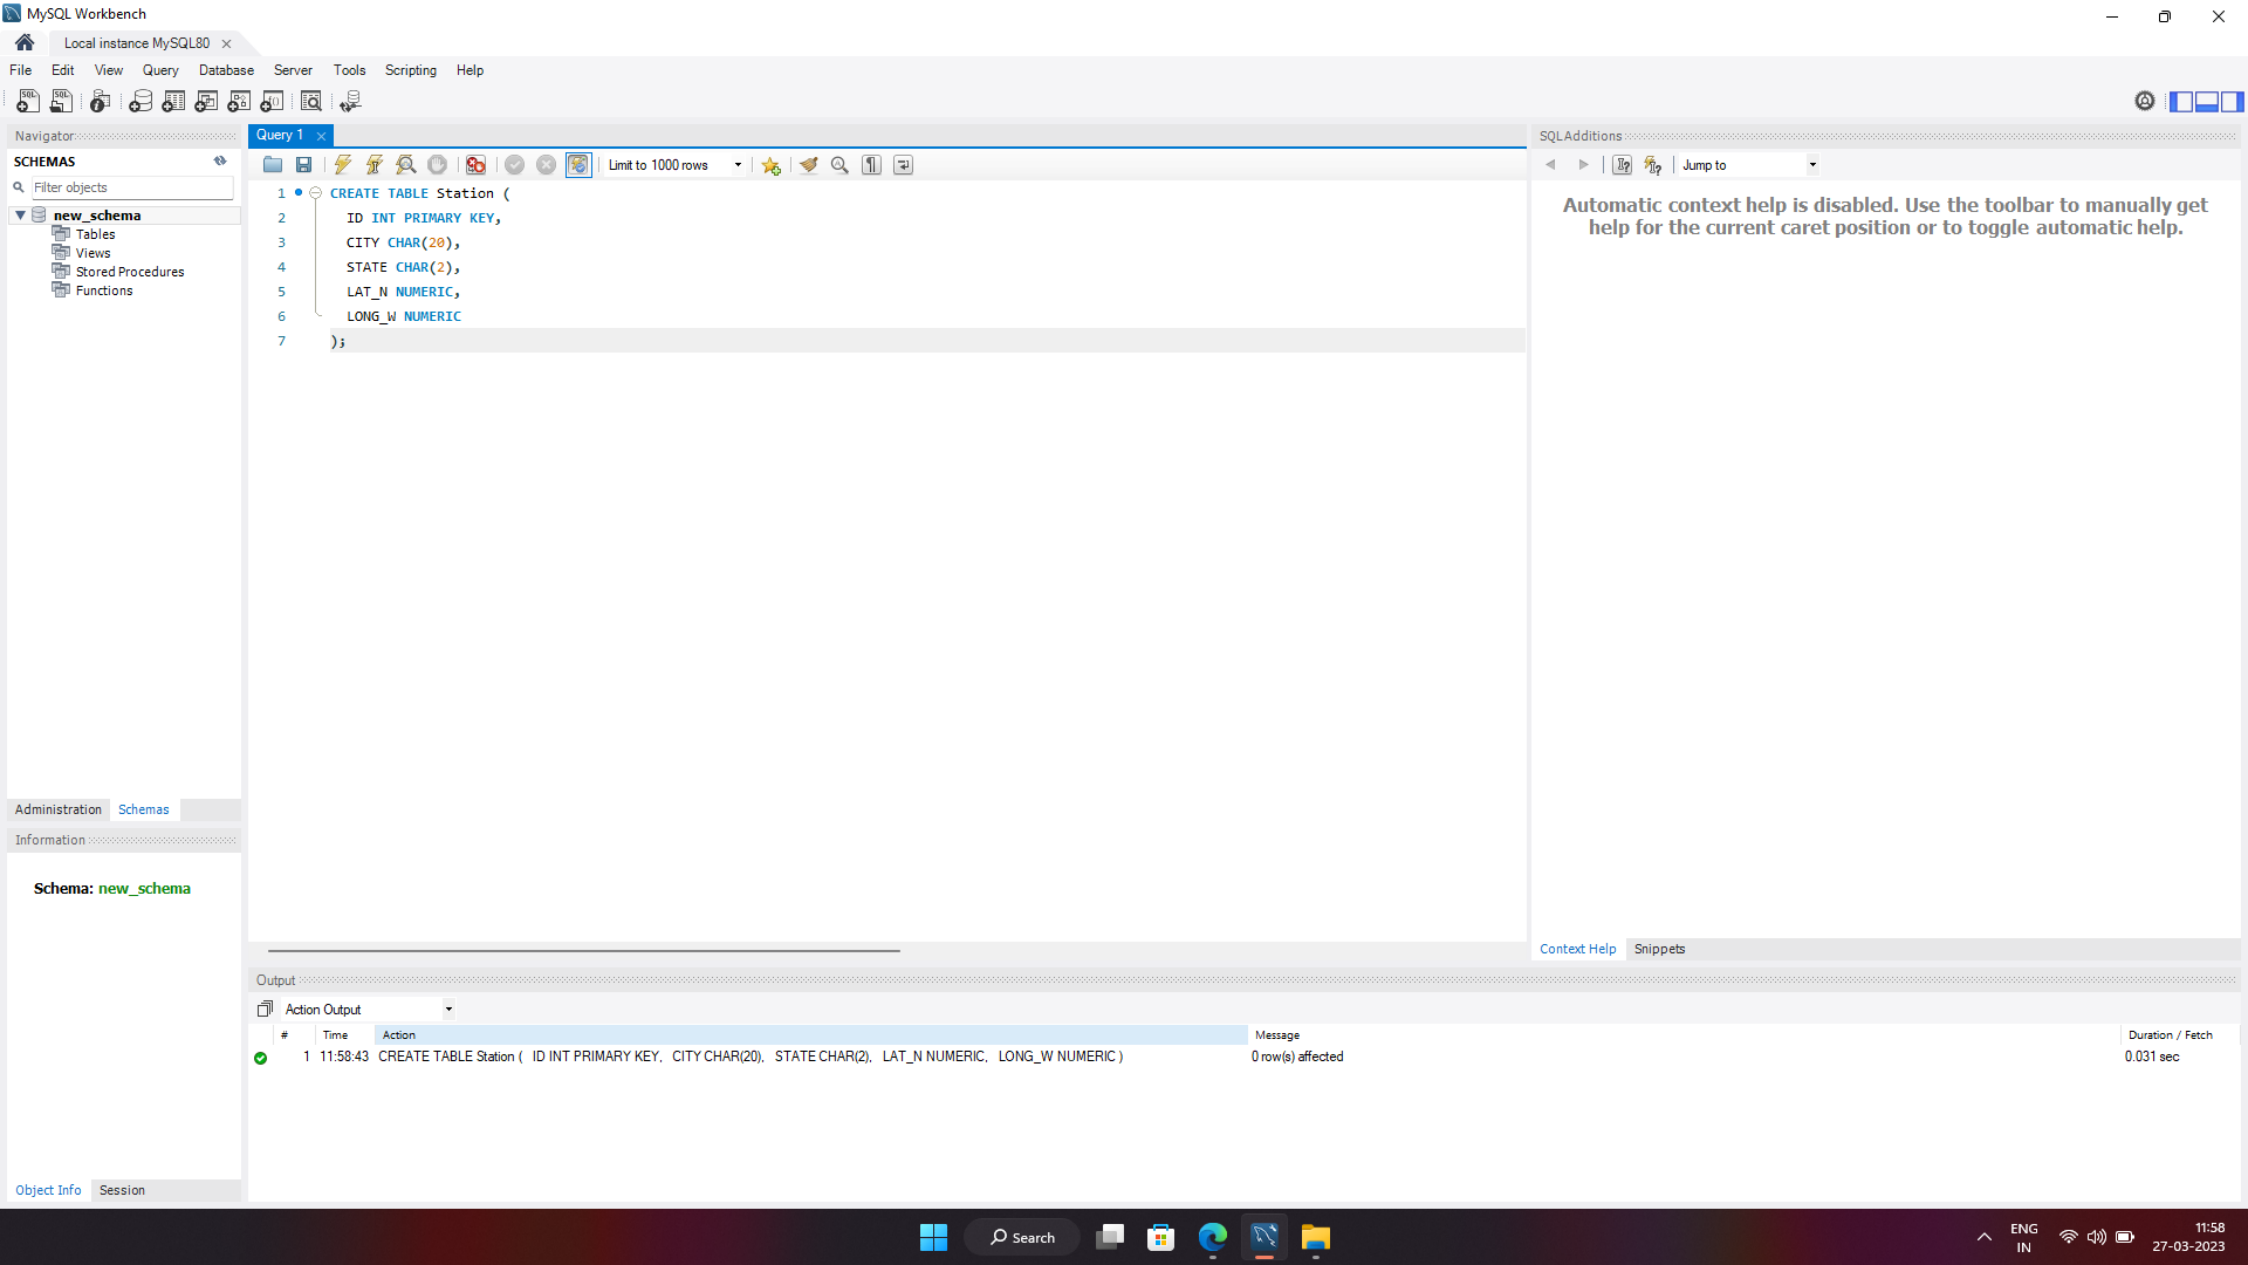 MySQL Workbench
Local instance MySQL80
File Edit View Query Database Server Tools Scripting Help
Navigator
SCHEMAS
Filter objects
new_schema
Tables
Views
Stored Procedures
Functions
Administration Schemas
Information
Schema: new_schema
Object Info Session
Query 1
Limit to 1000 rows
1 CREATE TABLE Station (
2 ID INT PRIMARY KEY,
3 CITY CHAR(20),
4 STATE CHAR(2),
5 LAT_N NUMERIC,
6 LONG_W NUMERIC
7 );
SQLAdditions
Jump to
Automatic context help is disabled. Use the toolbar to manually get
help for the current caret position or to toggle automatic help.
Context Help Snippets
Output
Action Output
# Time Action Message Duration / Fetch
1 11:58:43 CREATE TABLE Station ( ID INT PRIMARY KEY, CITY CHAR(20), STATE CHAR(2), LAT_N NUMERIC, LONG_W NUMERIC ) 0 row(s) affected 0.031 sec
Search
ENG
IN
11:58
27-03-2023